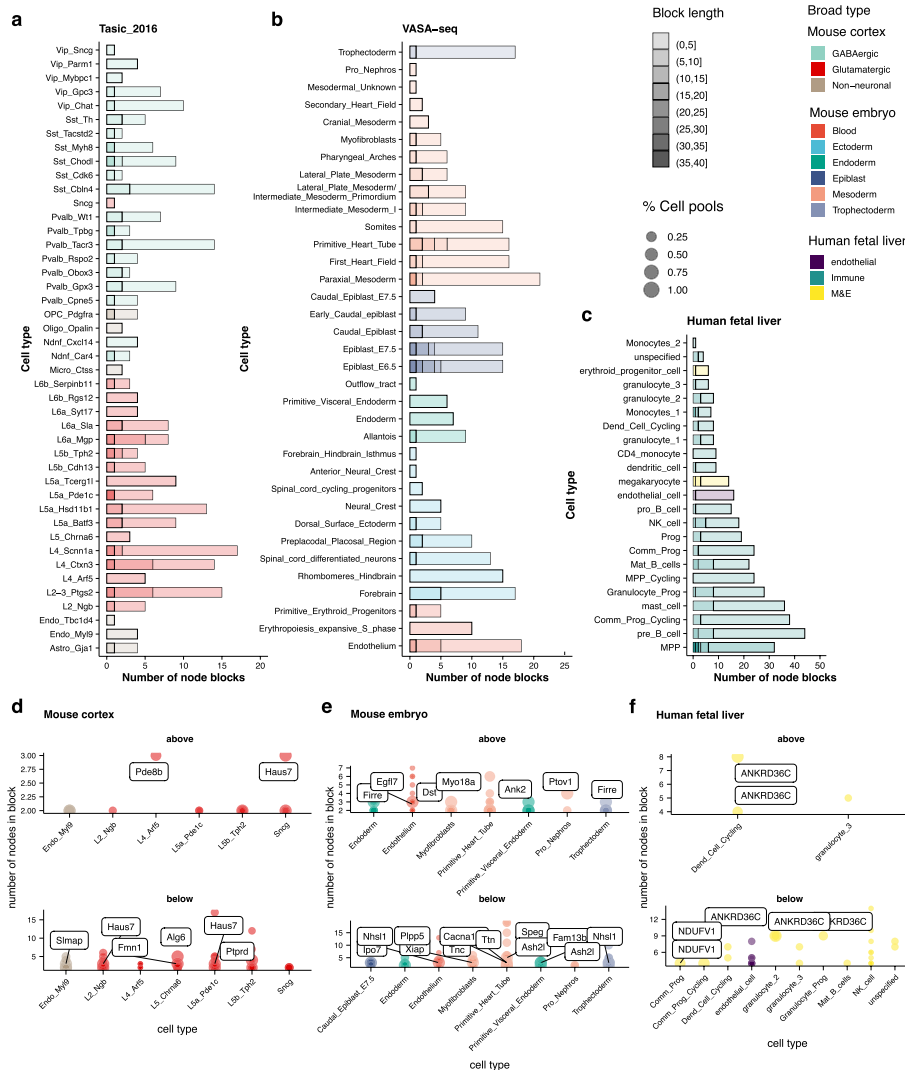 a
Tasic_2016
Cell type
Vip_Sncg
Vip_Parm1
Vip_Mybpc1
Vip_Gpc3
Vip_Chat
Sst_Th
Sst_Tacstd2
Sst_Myh8
Sst_Chodl
Sst_Cdk6
Sst_Cbln4
Sncg
Pvalb_Wt1
Pvalb_Tpbg
Pvalb_Tacr3
Pvalb_Rspo2
Pvalb_Obox3
Pvalb_Gpx3
Pvalb_Cpne5
OPC_Pdgfra
Oligo_Opalin
Ndnf_Cxcl14
Ndnf_Car4
Micro_Ctss
L6b_Serpinb11
L6b_Rgs12
L6a_Syt17
L6a_Sla
L6a_Mgp
L5b_Tph2
L5b_Cdh13
L5a_Tcerg1l
L5a_Pde1c
L5a_Hsd11b1
L5a_Batf3
L5_Chrna6
L4_Scnn1a
L4_Ctxn3
L4_Arf5
L2−3_Ptgs2
L2_Ngb
Endo_Tbc1d4
Endo_Myl9
Astro_Gja1
0 5 10 15 20
Number of node blocks
b
VASA−seq
Cell type
Trophectoderm
Pro_Nephros
Mesodermal_Unknown
Secondary_Heart_Field
Cranial_Mesoderm
Myofibroblasts
Pharyngeal_Arches
Lateral_Plate_Mesoderm
Lateral_Plate_Mesoderm/
Intermediate_Mesoderm_Primordium
Intermediate_Mesoderm_I
Somites
Primitive_Heart_Tube
First_Heart_Field
Paraxial_Mesoderm
Caudal_Epiblast_E7.5
Early_Caudal_epiblast
Caudal_Epiblast
Epiblast_E7.5
Epiblast_E6.5
Outflow_tract
Primitive_Visceral_Endoderm
Endoderm
Allantois
Forebrain_Hindbrain_Isthmus
Anterior_Neural_Crest
Spinal_cord_cycling_progenitors
Neural_Crest
Dorsal_Surface_Ectoderm
Preplacodal_Placosal_Region
Spinal_cord_differentiated_neurons
Rhombomeres_Hindbrain
Forebrain
Primitive_Erythroid_Progenitors
Erythropoiesis_expansive_S_phase
Endothelium
0 5 10 15 20 25
Number of node blocks
Block length
(0,5]
(5,10]
(10,15]
(15,20]
(20,25]
(25,30]
(30,35]
(35,40]
% Cell pools
0.25
0.50
0.75
1.00
Broad type
Mouse cortex
GABAergic
Glutamatergic
Non−neuronal
Mouse embryo
Blood
Ectoderm
Endoderm
Epiblast
Mesoderm
Trophectoderm
Human fetal liver
endothelial
Immune
M&E
c
Human fetal liver
Cell type
Monocytes_2
unspecified
erythroid_progenitor_cell
granulocyte_3
granulocyte_2
Monocytes_1
Dend_Cell_Cycling
granulocyte_1
CD4_monocyte
dendritic_cell
megakaryocyte
endothelial_cell
pro_B_cell
NK_cell
Prog
Comm_Prog
Mat_B_cells
MPP_Cycling
Granulocyte_Prog
mast_cell
Comm_Prog_Cycling
pre_B_cell
MPP
0 10 20 30 40 50
Number of node blocks
d
Mouse cortex
number of nodes in block
above
3.00
2.75
2.50
2.25
2.00
Pde8b
Haus7
Endo_Myl9
L2_Ngb
L4_Arf5
L5a_Pde1c
L5b_Tph2
Sncg
below
15
10
5
Slmap
Haus7
Fmn1
Alg6
Haus7
Ptprd
Endo_Myl9
L2_Ngb
L4_Arf5
L5_Chrna6
L5a_Pde1c
L5b_Tph2
Sncg
cell type
e
Mouse embryo
number of nodes in block
above
7
6
5
4
3
2
Egfl7
Firre
Dst
Myo18a
Ank2
Ptov1
Firre
Endoderm
Endothelium
Myofibroblasts
Primitive_Heart_Tube
Primitive_Visceral_Endoderm
Pro_Nephros
Trophectoderm
below
15
10
5
Nhsl1
Ipo7
Plpp5
Xiap
Cacna1
Tnc
Ttn
Speg
Ash2l
Fam13b
Ash2l
Nhsl1
Caudal_Epiblast_E7.5
Endoderm
Endothelium
Myofibroblasts
Primitive_Heart_Tube
Primitive_Visceral_Endoderm
Pro_Nephros
Trophectoderm
cell type
f
Human fetal liver
number of nodes in block
above
8
7
6
5
4
ANKRD36C
ANKRD36C
Dend_Cell_Cycling
granulocyte_3
below
12
9
6
NDUFV1
NDUFV1
ANKRD36C
ANKRD36C
KRD36C
Comm_Prog
Comm_Prog_Cycling
Dend_Cell_Cycling
endothelial_cell
granulocyte_2
granulocyte_3
Granulocyte_Prog
Mat_B_cells
NK_cell
unspecified
cell type